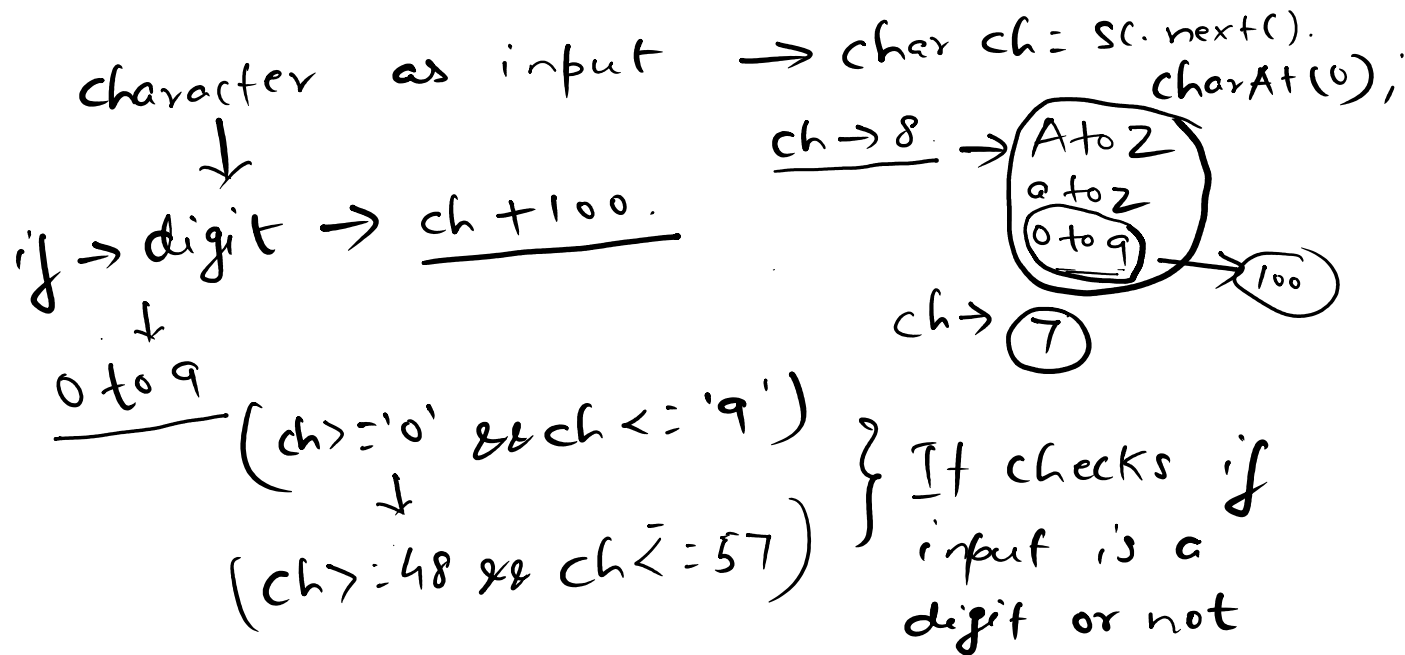 character as input → char ch = sc.next().
charAt(0);
ch → 8 → A to Z
a to z
0 to 9 → 100
if → digit → ch + 100.
ch → 7
0 to 9
(ch >= '0' && ch <= '9')
(ch >= 48 && ch <= 57)
} It checks if
input is a
digit or not